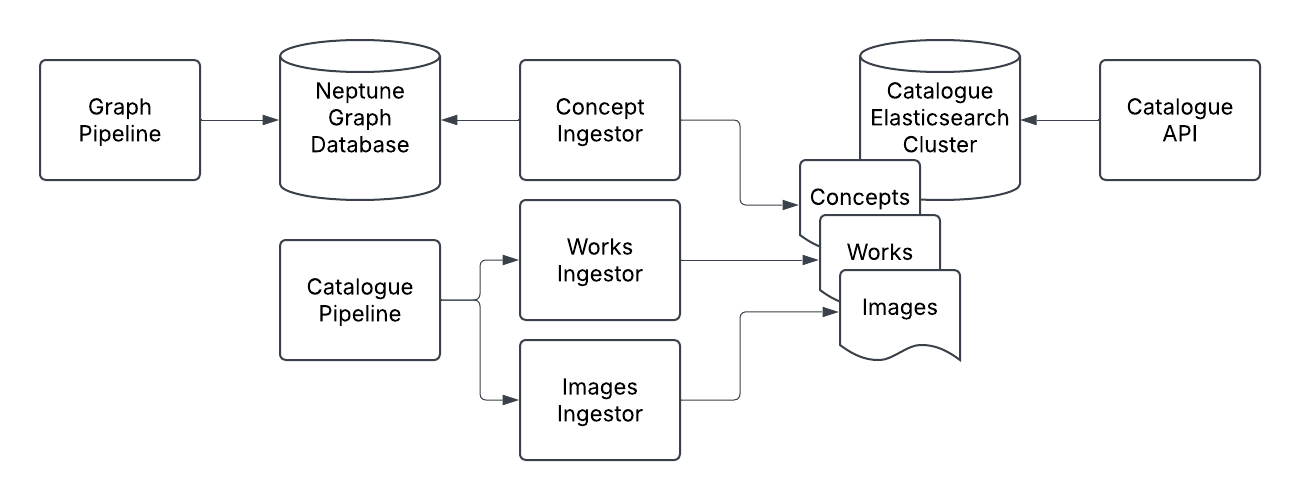 Graph
Pipeline
Neptune
Graph
Database
Concept
Ingestor
Catalogue
Elasticsearch
Cluster
Catalogue
API
Concepts
Works
Ingestor
Works
Catalogue
Pipeline
Images
Images
Ingestor